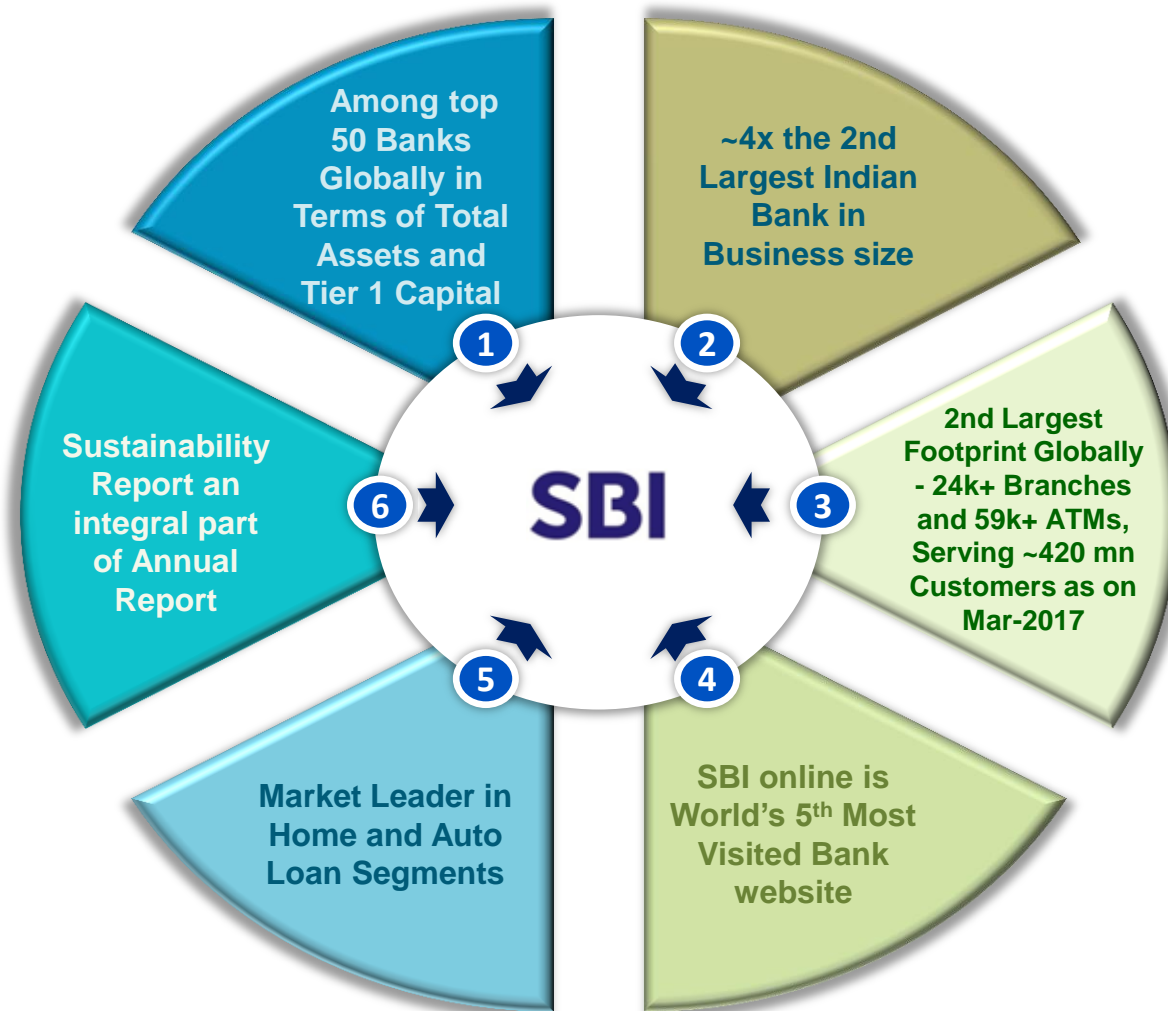 Among top
50 Banks
Globally in
Terms of Total
Assets and
Tier 1 Capital
1
~4x the 2nd
Largest Indian
Bank in
Business size
2
2nd Largest
Footprint Globally
- 24k+ Branches
and 59k+ ATMs,
Serving ~420 mn
Customers as on
Mar-2017
3
SBI online is
World's 5th Most
Visited Bank
website
4
Market Leader in
Home and Auto
Loan Segments
5
Sustainability
Report an
integral part
of Annual
Report
6
SBI